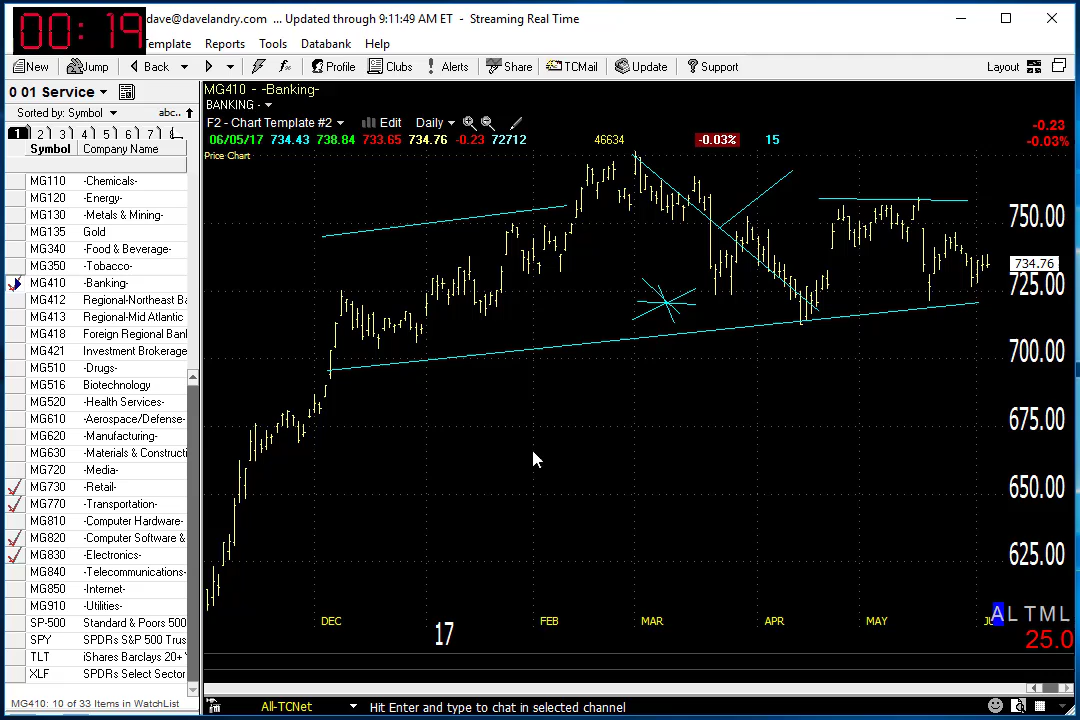 00:19
dave@davelandry.com ... Updated through 9:11:49 AM ET - Streaming Real Time
Template Reports Tools Databank Help
New Jump Back Profile Clubs Alerts Share TCMail Update Support Layout
0 01 Service
Sorted by: Symbol abc..
1 2 3 4 5 6 7
Symbol Company Name
MG110 -Chemicals-
MG120 -Energy-
MG130 -Metals & Mining-
MG135 Gold
MG340 -Food & Beverage-
MG350 -Tobacco-
MG410 -Banking-
MG412 Regional-Northeast Ba
MG413 Regional-Mid Atlantic
MG418 Foreign Regional Bank
MG421 Investment Brokerage
MG510 -Drugs-
MG516 Biotechnology
MG520 -Health Services-
MG610 -Aerospace/Defense-
MG620 -Manufacturing-
MG630 -Materials & Constructi
MG720 -Media-
MG730 -Retail-
MG770 -Transportation-
MG810 -Computer Hardware-
MG820 -Computer Software &
MG830 -Electronics-
MG840 -Telecommunications-
MG850 -Internet-
MG910 -Utilities-
SP-500 Standard & Poors 500
SPY SPDRs S&P 500 Trus
TLT iShares Barclays 20+ Y
XLF SPDRs Select Sector
MG410: 10 of 33 Items in WatchList
MG410 - -Banking-
BANKING -
F2 - Chart Template #2 Edit Daily
06/05/17 734.43 738.84 733.65 734.76 -0.23 72712 46634 -0.03% 15
-0.23
-0.03%
Price Chart
750.00
734.76
725.00
700.00
675.00
650.00
625.00
DEC 17 FEB MAR APR MAY JU
A L T M L
25.0
All-TCNet Hit Enter and type to chat in selected channel